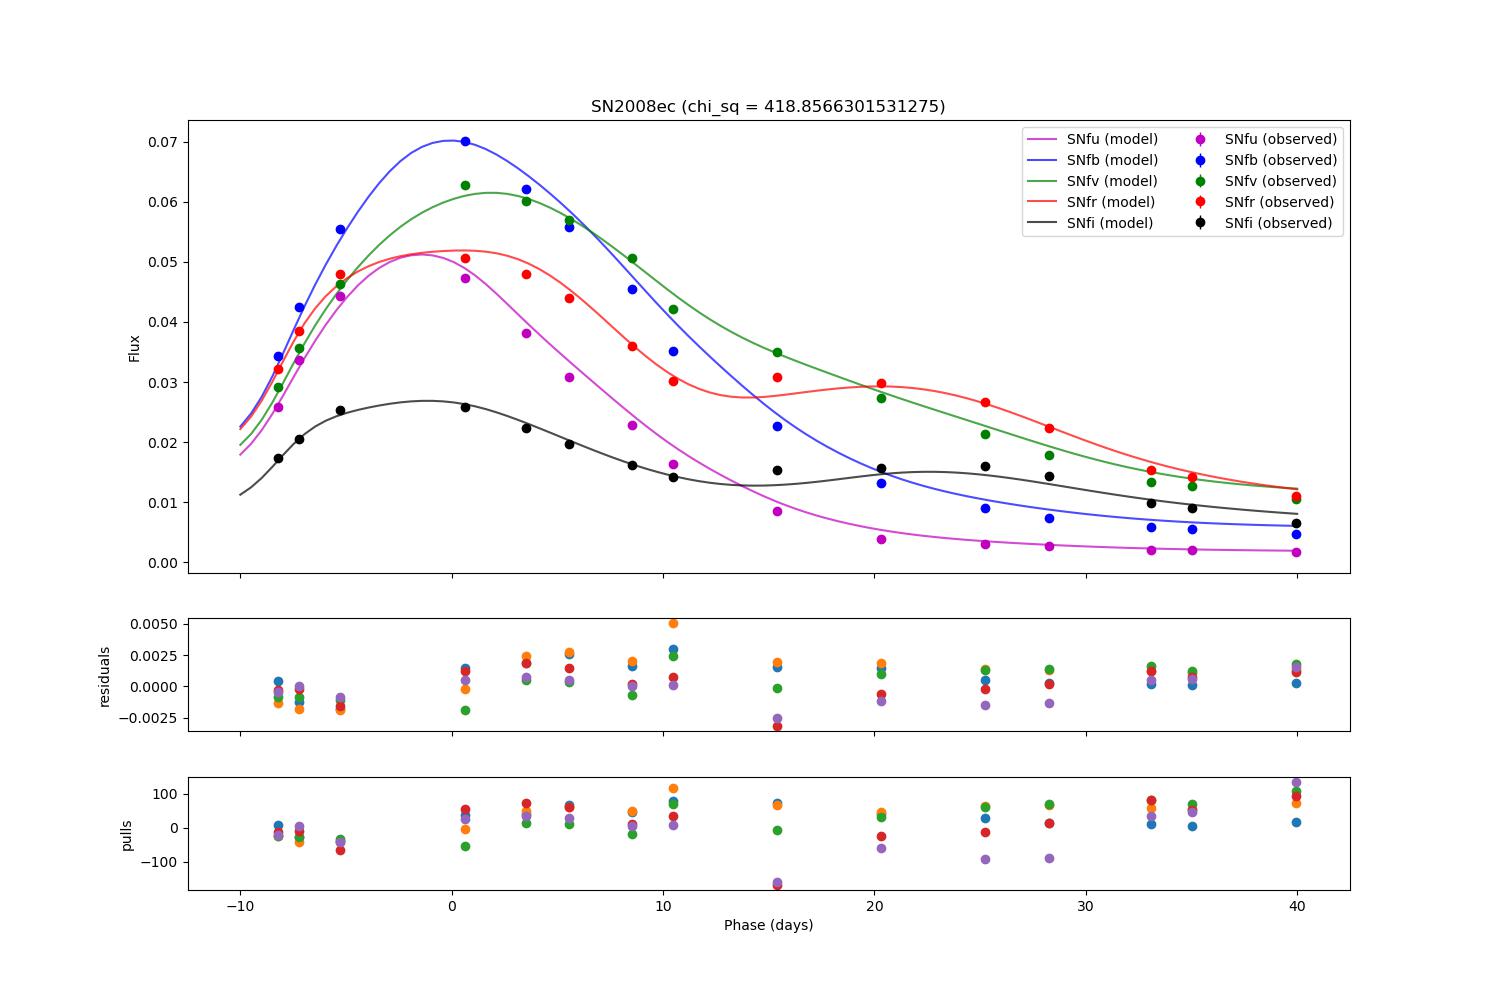 SN2008ec (chi_sq = 418.8566301531275)
0.07
0.06
0.05
0.04
0.03
0.02
0.01
0.00
Flux
SNfu (model) SNfu (observed)
SNfb (model) SNfb (observed)
SNfv (model) SNfv (observed)
SNfr (model) SNfr (observed)
SNfi (model) SNfi (observed)
0.0050
0.0025
0.0000
−0.0025
residuals
100
0
−100
pulls
−10 0 10 20 30 40
Phase (days)